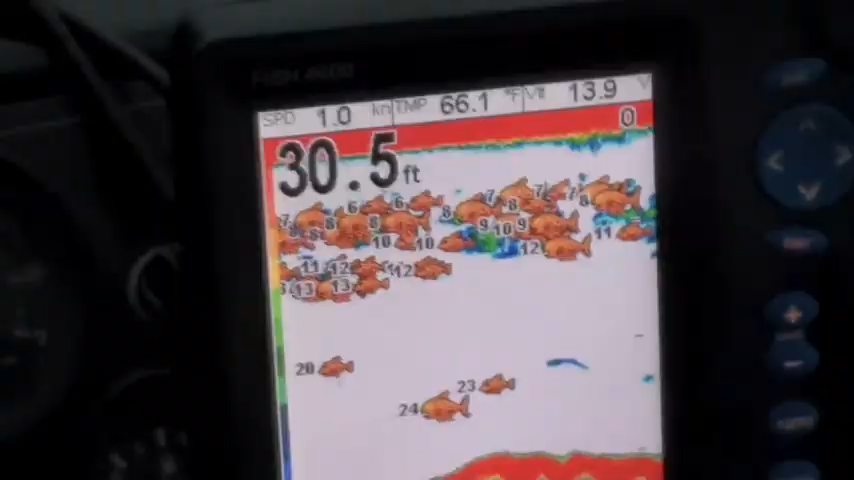 SPD 1.0 kn TMP 66.1 °F Vlt 13.9 V
0
30.5 ft
7 6 6 8 7 8 7 7 8
8 8 8 9 10 9 11
10 10 12
11 12 12
13 13
20
23
24